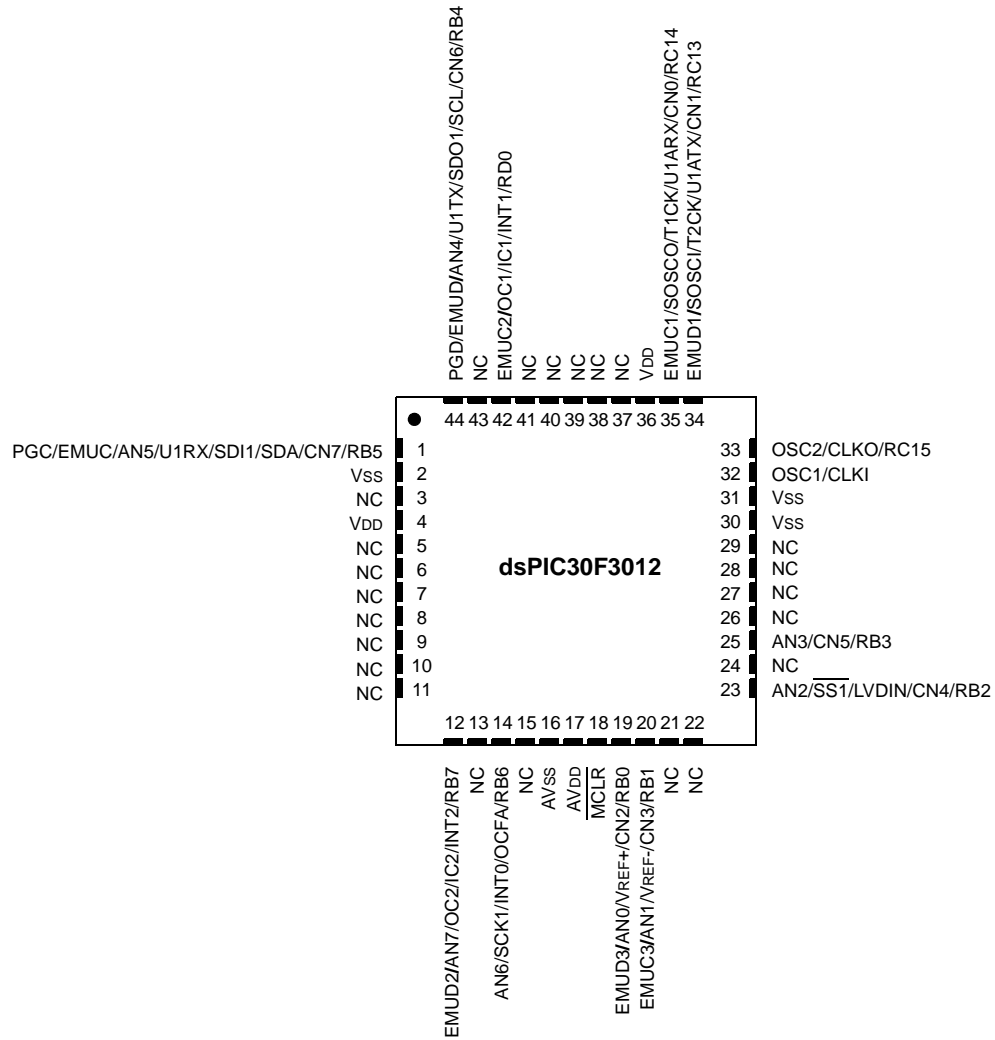 PGD/EMUD/AN4/U1TX/SDO1/SCL/CN6/RB4
NC
EMUC2/OC1/IC1/INT1/RD0
NC
NC
NC
NC
NC
VDD
EMUC1/SOSCO/T1CK/U1ARX/CN0/RC14
EMUD1/SOSCI/T2CK/U1ATX/CN1/RC13
44 43 42 41 40 39 38 37 36 35 34
PGC/EMUC/AN5/U1RX/SDI1/SDA/CN7/RB5 1
VSS 2
NC 3
VDD 4
NC 5
NC 6
NC 7
NC 8
NC 9
NC 10
NC 11
dsPIC30F3012
33 OSC2/CLKO/RC15
32 OSC1/CLKI
31 VSS
30 VSS
29 NC
28 NC
27 NC
26 NC
25 AN3/CN5/RB3
24 NC
23 AN2/SS1/LVDIN/CN4/RB2
12 13 14 15 16 17 18 19 20 21 22
EMUD2/AN7/OC2/IC2/INT2/RB7
NC
AN6/SCK1/INT0/OCFA/RB6
NC
AVSS
AVDD
MCLR
EMUD3/AN0/VREF+/CN2/RB0
EMUC3/AN1/VREF-/CN3/RB1
NC
NC